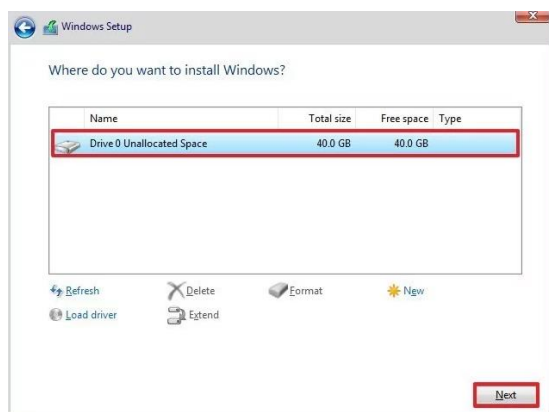 Windows Setup
Where do you want to install Windows?
Name Total size Free space Type
Drive 0 Unallocated Space 40.0 GB 40.0 GB
Refresh Delete Format New
Load driver Extend
Next